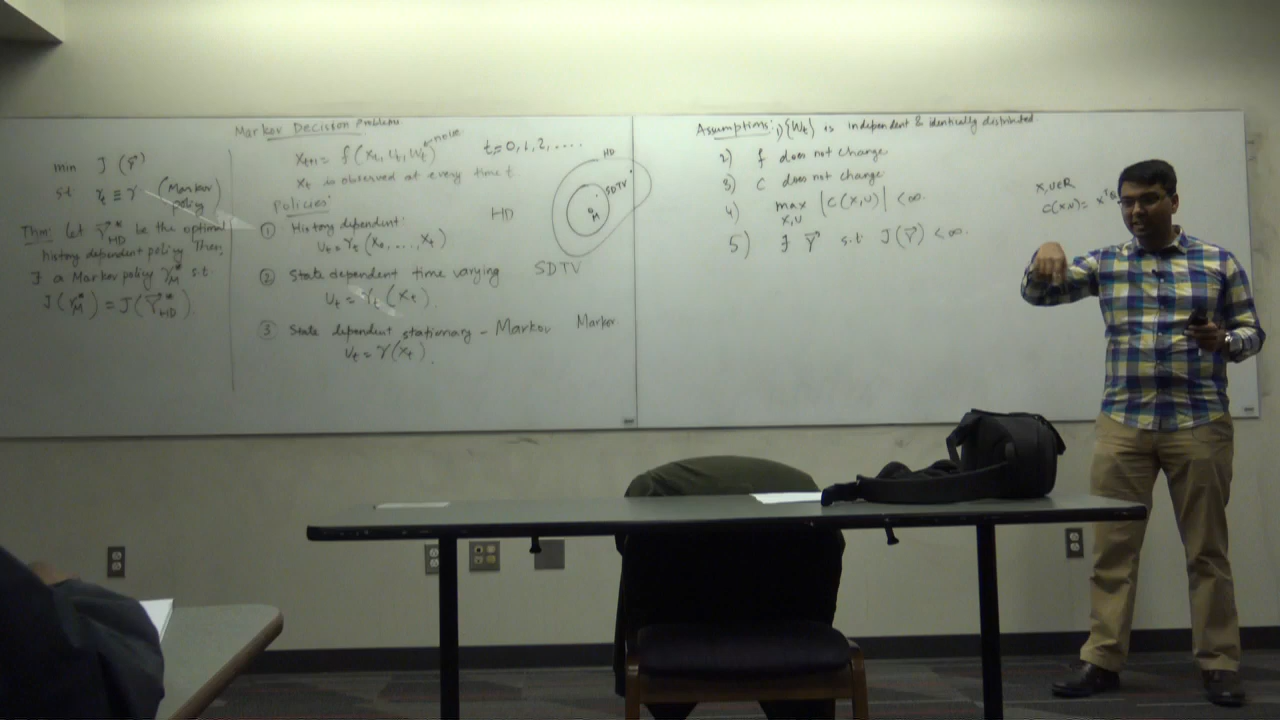 min J (γ⃗)
s.t γₜ ≡ γ (Markov policy)
Thm: Let γ⃗*HD be the optimal
history dependent policy. Then,
∃ a Markov policy γ*M s.t.
J(γ*M) = J(γ⃗*HD)
Markov Decision Problems
xₜ₊₁ = f(xₜ, uₜ, wₜ) noise t=0,1,2,....
xₜ is observed at every time t.
Policies:
① History dependent:
uₜ = γₜ (x₀, ..., xₜ)
② State dependent time varying
uₜ = γₜ (xₜ).
③ State dependent stationary - Markov Markov
uₜ = γ(xₜ).
HD
SDTV
HD
SDTV
M
Assumptions: 1) {Wₜ} is independent & identically distributed
2) f does not change
3) c does not change
4) max |c(x,u)| < ∞.
x,u
5) ∃ γ⃗ s.t J(γ⃗) < ∞.
x,u∈R
c(x,u) =